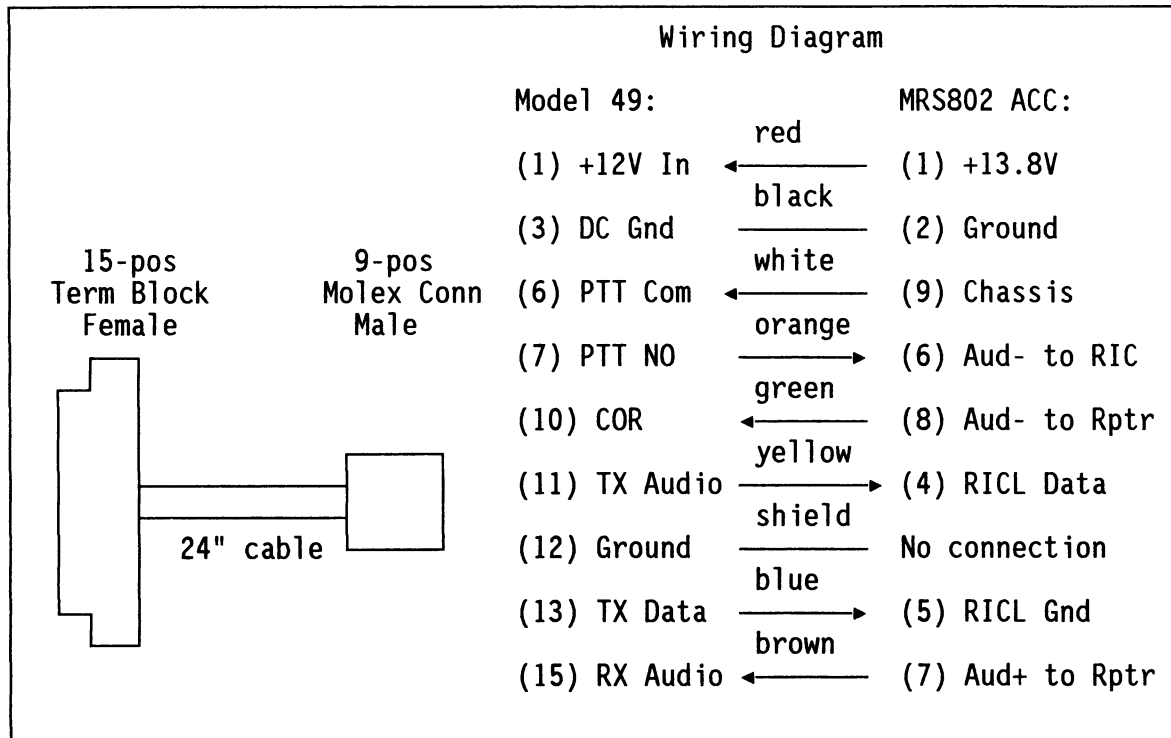 Wiring Diagram
Model 49: MRS802 ACC:
red
(1) +12V In (1) +13.8V
black
(3) DC Gnd (2) Ground
white
(6) PTT Com (9) Chassis
orange
(7) PTT NO (6) Aud- to RIC
green
(10) COR (8) Aud- to Rptr
yellow
(11) TX Audio (4) RICL Data
shield
(12) Ground No connection
blue
(13) TX Data (5) RICL Gnd
brown
(15) RX Audio (7) Aud+ to Rptr
15-pos
Term Block
Female
9-pos
Molex Conn
Male
24" cable